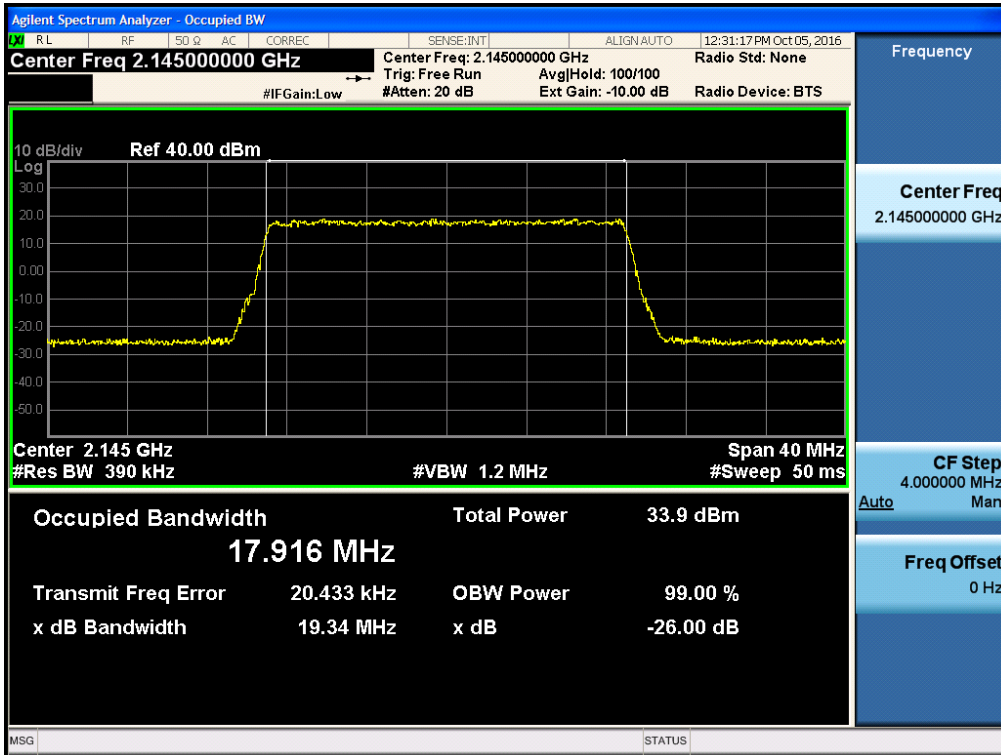 Agilent Spectrum Analyzer - Occupied BW
LXI RL RF 50 Ω AC CORREC SENSE:INT ALIGN AUTO 12:31:17 PM Oct 05, 2016
Center Freq 2.145000000 GHz
Center Freq: 2.145000000 GHz
Radio Std: None
Trig: Free Run Avg|Hold: 100/100
#IFGain:Low #Atten: 20 dB Ext Gain: -10.00 dB Radio Device: BTS
10 dB/div Ref 40.00 dBm
Log
30.0
20.0
10.0
0.00
-10.0
-20.0
-30.0
-40.0
-50.0
Center 2.145 GHz Span 40 MHz
#Res BW 390 kHz #VBW 1.2 MHz #Sweep 50 ms
Occupied Bandwidth Total Power 33.9 dBm
17.916 MHz
Transmit Freq Error 20.433 kHz OBW Power 99.00 %
x dB Bandwidth 19.34 MHz x dB -26.00 dB
MSG STATUS
Frequency
Center Freq
2.145000000 GHz
CF Step
4.000000 MHz
Auto Man
Freq Offset
0 Hz